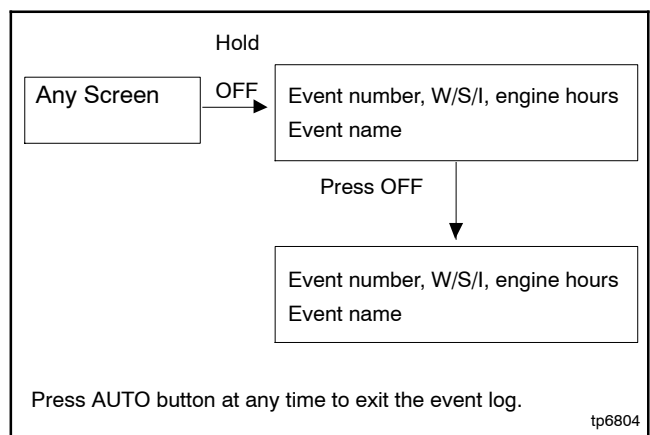 Hold
OFF
Any Screen
Event number, W/S/I, engine hours
Event name
Press OFF
Event number, W/S/I, engine hours
Event name
Press AUTO button at any time to exit the event log.
tp6804